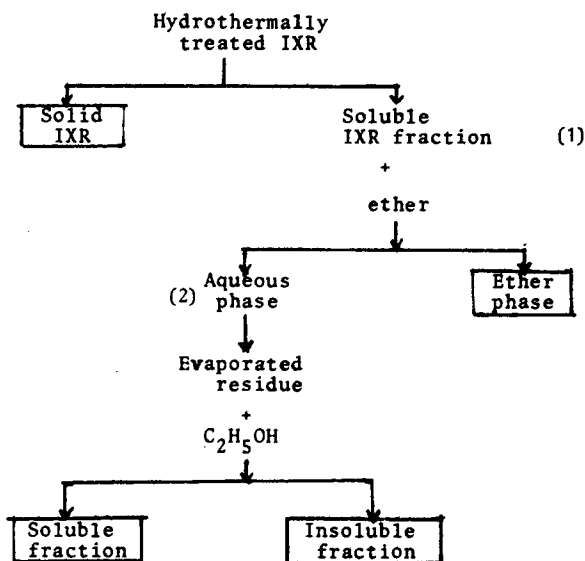 Hydrothermally
treated IXR
Solid
IXR
Soluble
IXR fraction
(1)
+
ether
(2)
Aqueous
phase
Ether
phase
Evaporated
residue
+
C₂H₅OH
Soluble
fraction
Insoluble
fraction